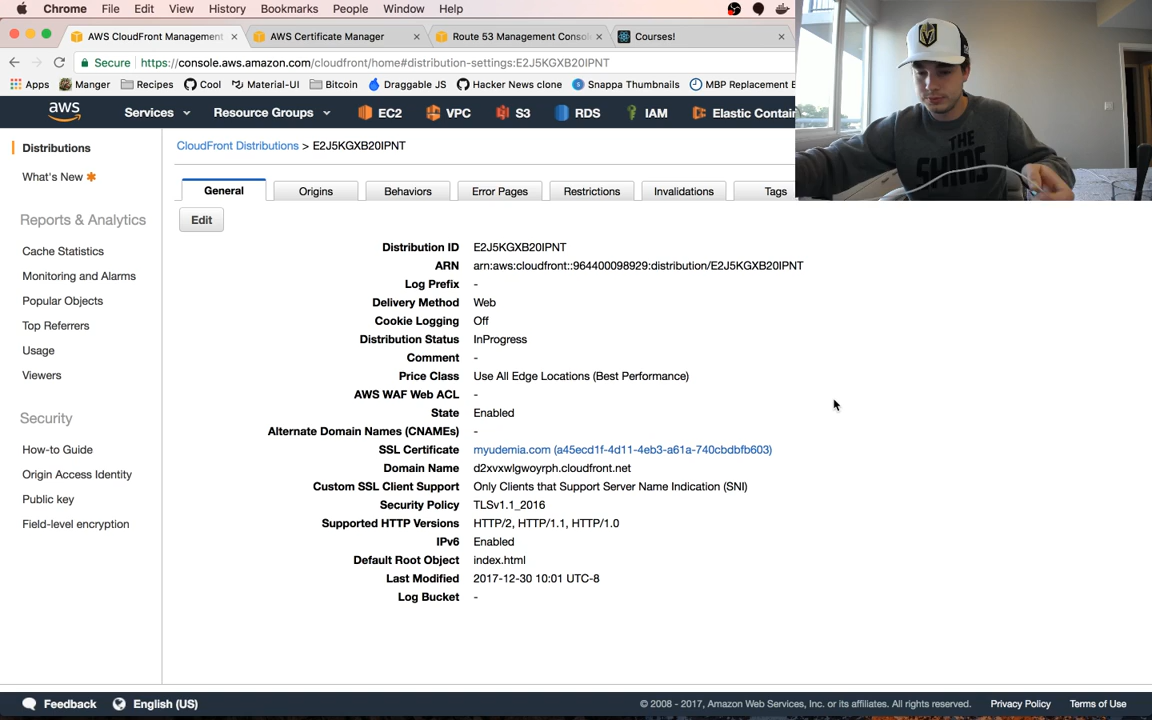 Chrome File Edit View History Bookmarks People Window Help
AWS CloudFront Management × AWS Certificate Manager × Route 53 Management Conso × Courses! ×
Secure https://console.aws.amazon.com/cloudfront/home#distribution-settings:E2J5KGXB20IPNT
Apps Manger Recipes Cool Material-UI Bitcoin Draggable JS Hacker News clone Snappa Thumbnails MBP Replacement B
aws Services Resource Groups EC2 VPC S3 RDS IAM Elastic Contain
Distributions
What's New
Reports & Analytics
Cache Statistics
Monitoring and Alarms
Popular Objects
Top Referrers
Usage
Viewers
Security
How-to Guide
Origin Access Identity
Public key
Field-level encryption
CloudFront Distributions > E2J5KGXB20IPNT
General Origins Behaviors Error Pages Restrictions Invalidations Tags
Edit
Distribution ID E2J5KGXB20IPNT
ARN arn:aws:cloudfront::964400098929:distribution/E2J5KGXB20IPNT
Log Prefix -
Delivery Method Web
Cookie Logging Off
Distribution Status InProgress
Comment -
Price Class Use All Edge Locations (Best Performance)
AWS WAF Web ACL -
State Enabled
Alternate Domain Names (CNAMEs) -
SSL Certificate myudemia.com (a45ecd1f-4d11-4eb3-a61a-740cbdbfb603)
Domain Name d2xvxwlgwoyrph.cloudfront.net
Custom SSL Client Support Only Clients that Support Server Name Indication (SNI)
Security Policy TLSv1.1_2016
Supported HTTP Versions HTTP/2, HTTP/1.1, HTTP/1.0
IPv6 Enabled
Default Root Object index.html
Last Modified 2017-12-30 10:01 UTC-8
Log Bucket -
THE
SHINS
Feedback English (US) © 2008 - 2017, Amazon Web Services, Inc. or its affiliates. All rights reserved. Privacy Policy Terms of Use